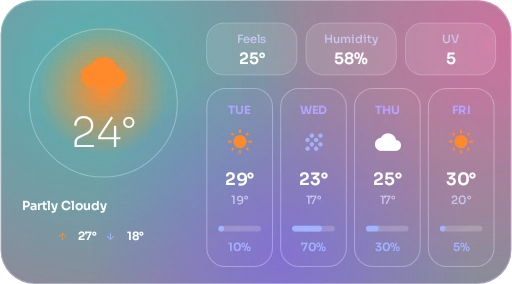 24°
Partly Cloudy
↑ 27° ↓ 18°
Feels
25°
Humidity
58%
UV
5
TUE
29°
19°
10%
WED
23°
17°
70%
THU
25°
17°
30%
FRI
30°
20°
5%